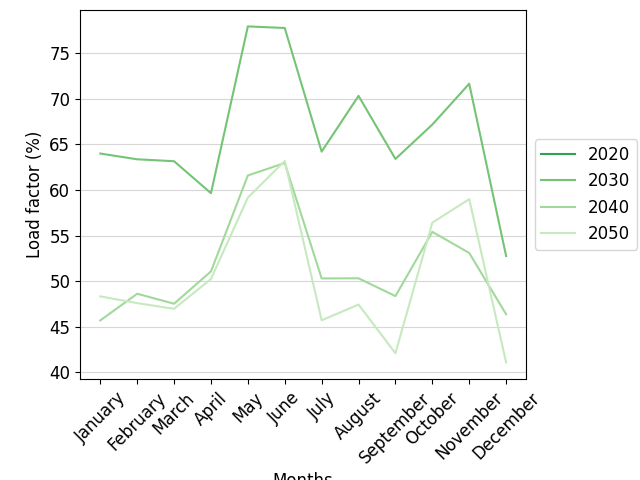 75
70
65
60
55
50
45
40
Load factor (%)
January
February
March
April
May
June
July
August
September
October
November
December
Months
2020
2030
2040
2050